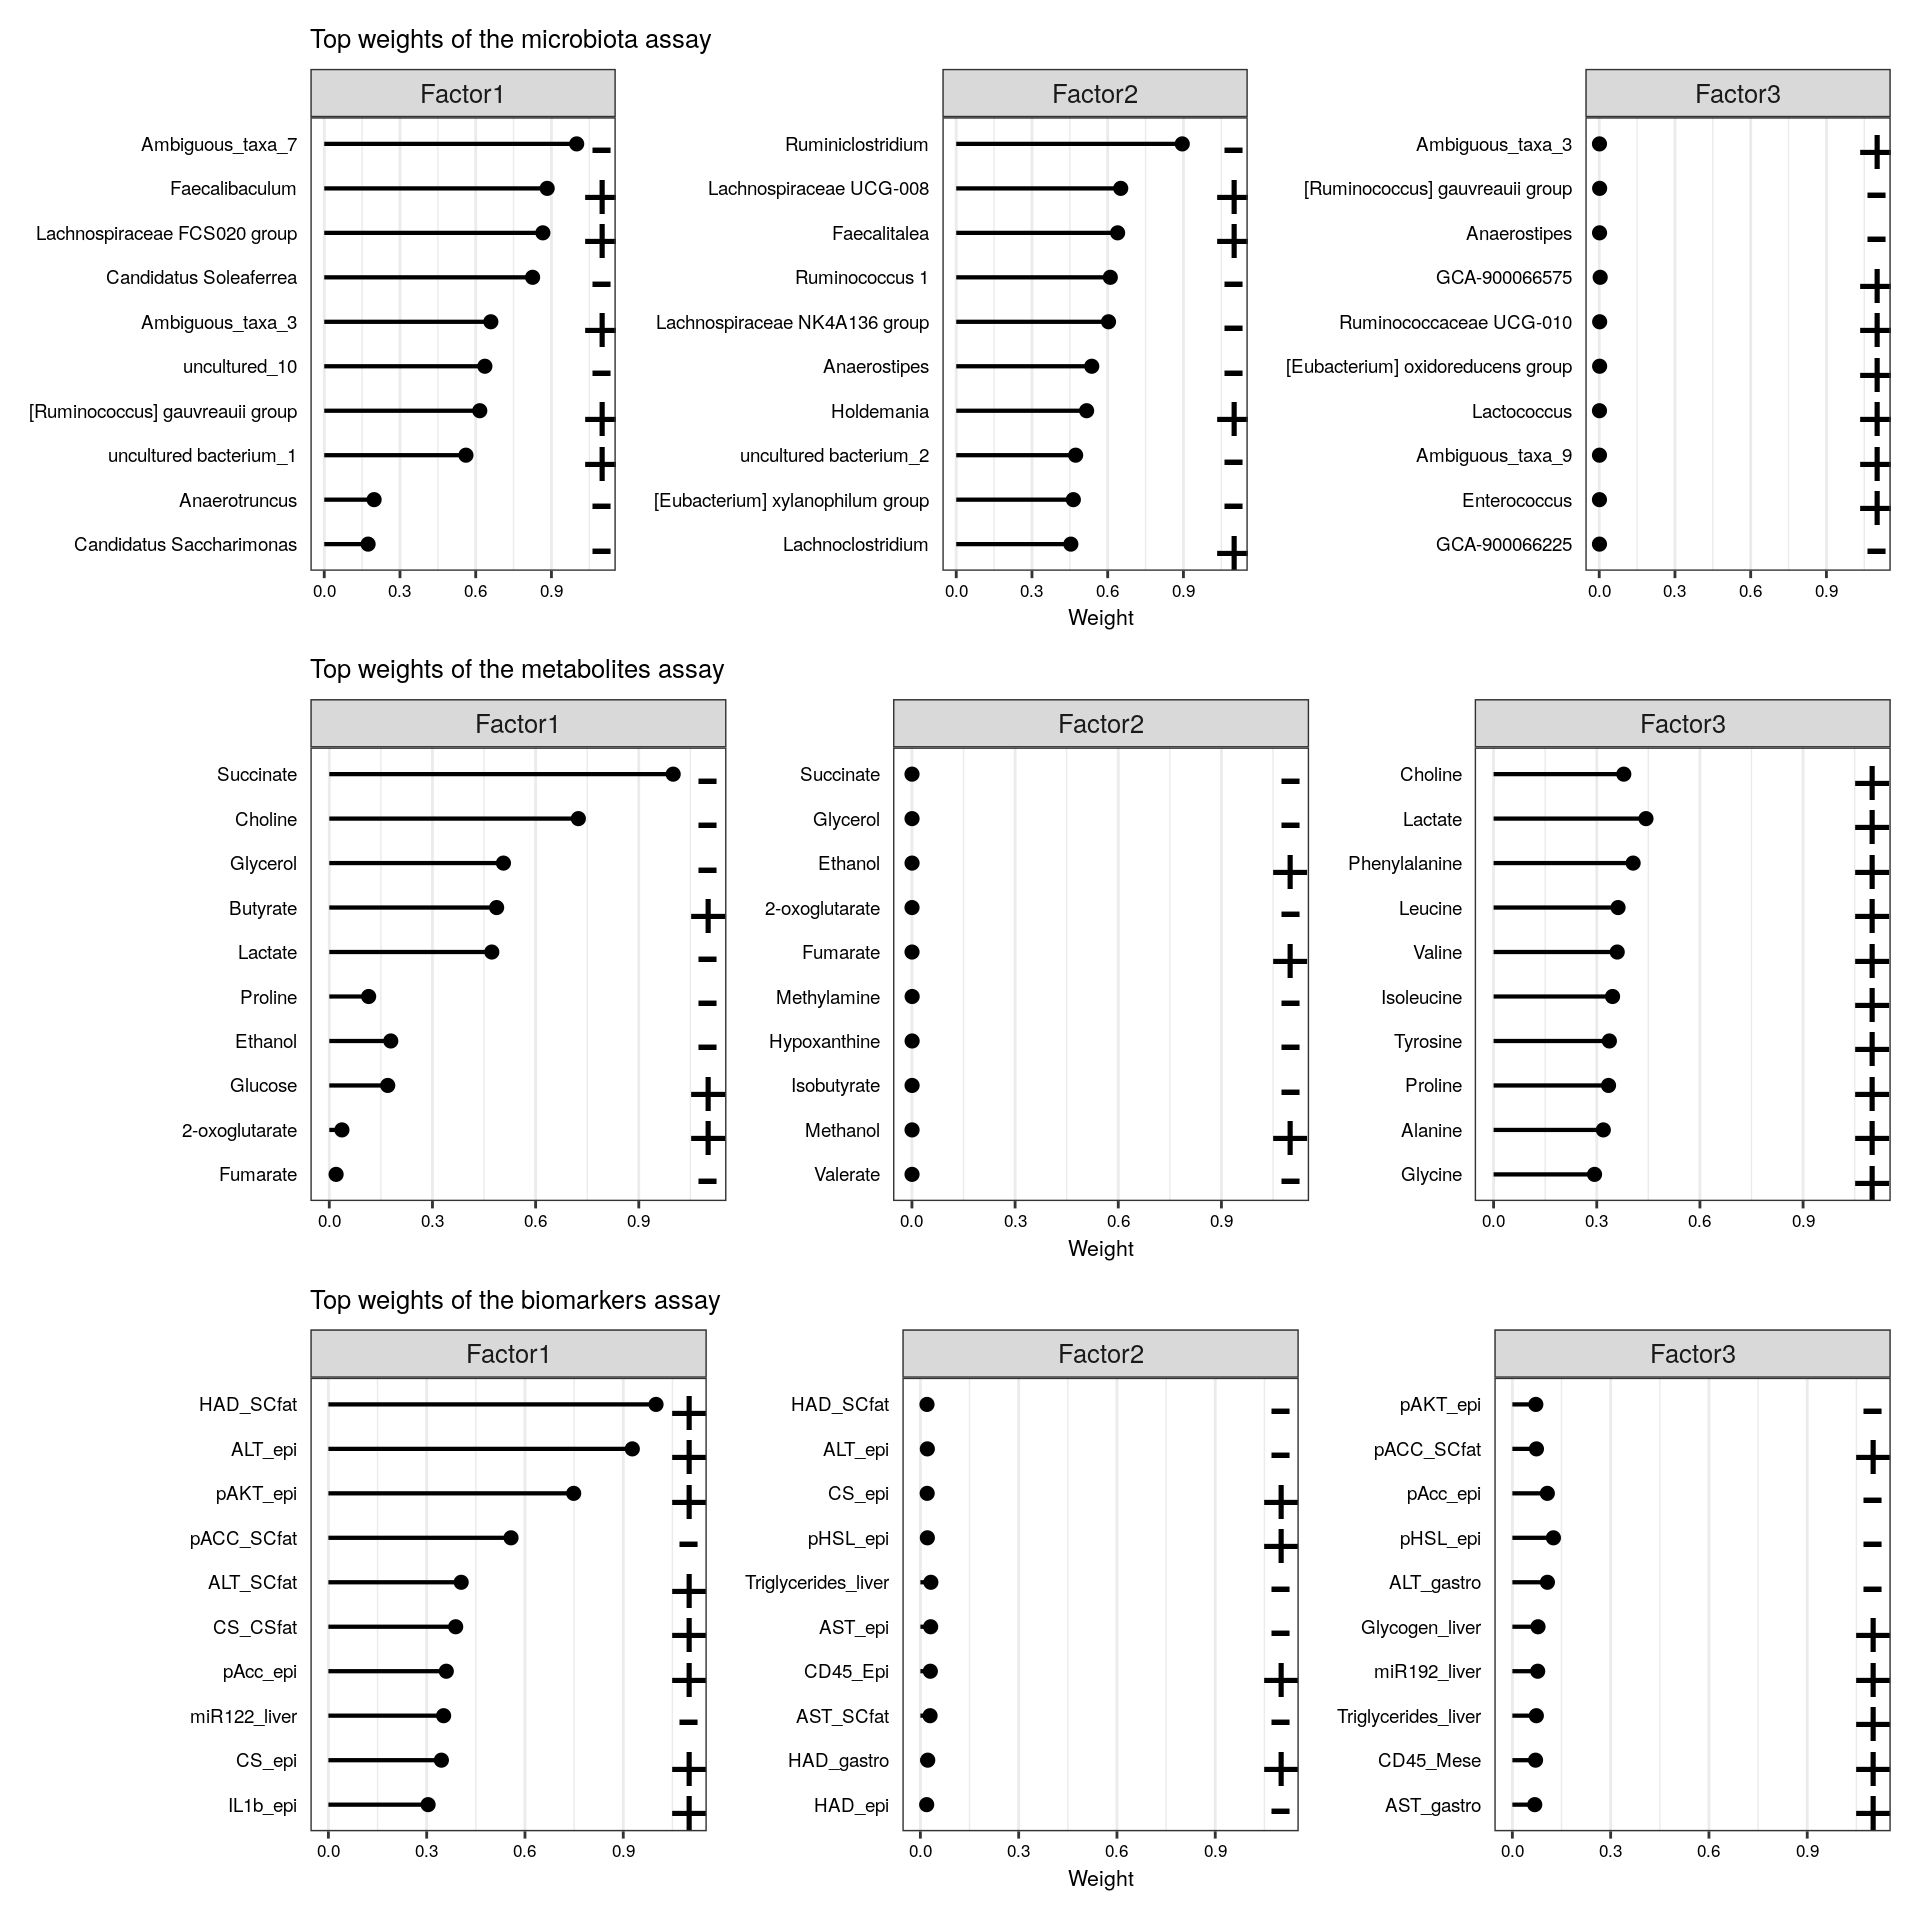 Top weights of the microbiota assay
Factor1
Ambiguous_taxa_7
Faecalibaculum
Lachnospiraceae FCS020 group
Candidatus Soleaferrea
Ambiguous_taxa_3
uncultured_10
[Ruminococcus] gauvreauii group
uncultured bacterium_1
Anaerotruncus
Candidatus Saccharimonas
0.0 0.3 0.6 0.9
Factor2
Ruminiclostridium
Lachnospiraceae UCG-008
Faecalitalea
Ruminococcus 1
Lachnospiraceae NK4A136 group
Anaerostipes
Holdemania
uncultured bacterium_2
[Eubacterium] xylanophilum group
Lachnoclostridium
0.0 0.3 0.6 0.9
Factor3
Ambiguous_taxa_3
[Ruminococcus] gauvreauii group
Anaerostipes
GCA-900066575
Ruminococcaceae UCG-010
[Eubacterium] oxidoreducens group
Lactococcus
Ambiguous_taxa_9
Enterococcus
GCA-900066225
0.0 0.3 0.6 0.9
Weight
Top weights of the metabolites assay
Factor1
Succinate
Choline
Glycerol
Butyrate
Lactate
Proline
Ethanol
Glucose
2-oxoglutarate
Fumarate
0.0 0.3 0.6 0.9
Factor2
Succinate
Glycerol
Ethanol
2-oxoglutarate
Fumarate
Methylamine
Hypoxanthine
Isobutyrate
Methanol
Valerate
0.0 0.3 0.6 0.9
Factor3
Choline
Lactate
Phenylalanine
Leucine
Valine
Isoleucine
Tyrosine
Proline
Alanine
Glycine
0.0 0.3 0.6 0.9
Weight
Top weights of the biomarkers assay
Factor1
HAD_SCfat
ALT_epi
pAKT_epi
pACC_SCfat
ALT_SCfat
CS_CSfat
pAcc_epi
miR122_liver
CS_epi
IL1b_epi
0.0 0.3 0.6 0.9
Factor2
HAD_SCfat
ALT_epi
CS_epi
pHSL_epi
Triglycerides_liver
AST_epi
CD45_Epi
AST_SCfat
HAD_gastro
HAD_epi
0.0 0.3 0.6 0.9
Factor3
pAKT_epi
pACC_SCfat
pAcc_epi
pHSL_epi
ALT_gastro
Glycogen_liver
miR192_liver
Triglycerides_liver
CD45_Mese
AST_gastro
0.0 0.3 0.6 0.9
Weight